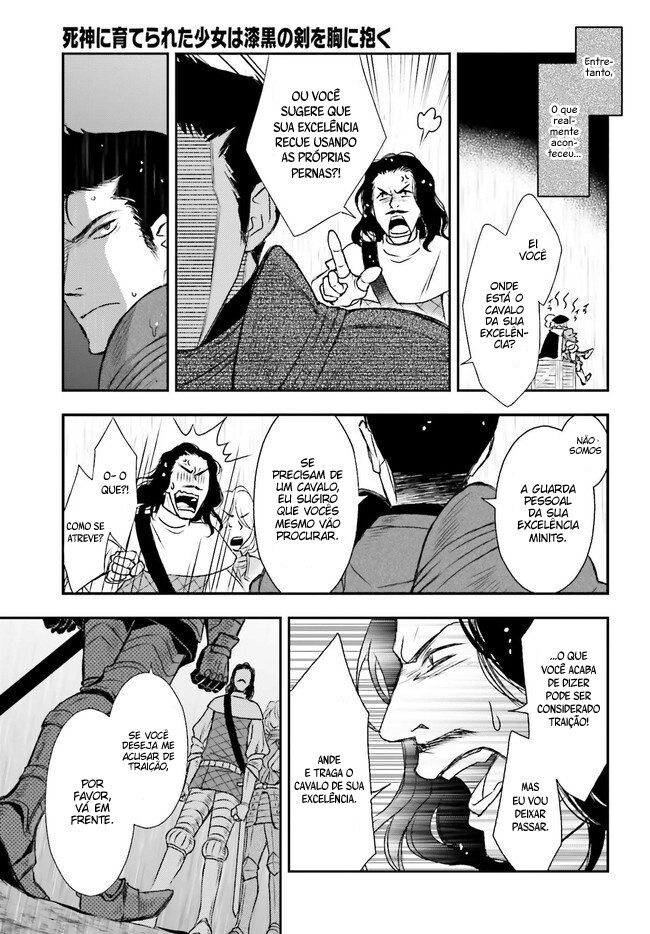 死神に育てられた少女は漆黒の剣を胸に抱く
Entre-
tanto,
O que
real-
mente
aconte-
ceu...
EI
VOCÊ
ONDE
ESTÁ O
CAVALO
DA SUA
EXCELÊN-
CIA?
OU VOCÊ
SUGERE QUE
SUA EXCELÊNCIA
RECUE USANDO
AS PRÓPRIAS
PERNAS?!
NÃO
SOMOS
A GUARDA
PESSOAL
DA SUA
EXCELÊNCIA
MINITS.
SE
PRECISAM DE
UM CAVALO,
EU SUGIRO
QUE VOCÊS
MESMO VÃO
PROCURAR.
O- O
QUE?!
COMO SE
ATREVE?
...O QUE
VOCÊ ACABA
DE DIZER
PODE SER
CONSIDERADO
TRAIÇÃO!
MAS
EU VOU
DEIXAR
PASSAR.
ANDE
E TRAGA O
CAVALO DE SUA
EXCELÊNCIA.
SE VOCÊ
DESEJA ME
ACUSAR DE
TRAIÇÃO,
POR
FAVOR,
VÁ EM
FRENTE.